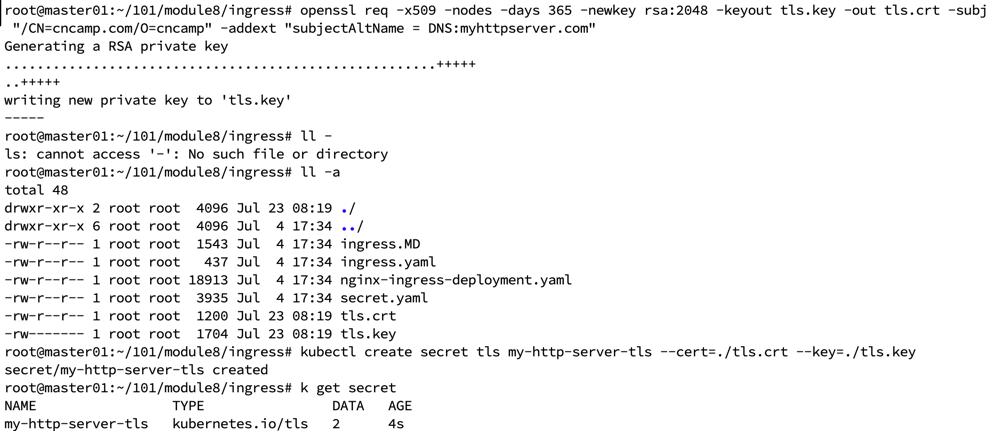 root@master01:~/101/module8/ingress# openssl req -x509 -nodes -days 365 -newkey rsa:2048 -keyout tls.key -out tls.crt -subj
 "/CN=cncamp.com/O=cncamp" -addext "subjectAltName = DNS:myhttpserver.com"
Generating a RSA private key
......................................................+++++
..+++++
writing new private key to 'tls.key'
-----
root@master01:~/101/module8/ingress# ll -
ls: cannot access '-': No such file or directory
root@master01:~/101/module8/ingress# ll -a
total 48
drwxr-xr-x 2 root root  4096 Jul 23 08:19 ./
drwxr-xr-x 6 root root  4096 Jul  4 17:34 ../
-rw-r--r-- 1 root root  1543 Jul  4 17:34 ingress.MD
-rw-r--r-- 1 root root   437 Jul  4 17:34 ingress.yaml
-rw-r--r-- 1 root root 18913 Jul  4 17:34 nginx-ingress-deployment.yaml
-rw-r--r-- 1 root root  3935 Jul  4 17:34 secret.yaml
-rw-r--r-- 1 root root  1200 Jul 23 08:19 tls.crt
-rw------- 1 root root  1704 Jul 23 08:19 tls.key
root@master01:~/101/module8/ingress# kubectl create secret tls my-http-server-tls --cert=./tls.crt --key=./tls.key
secret/my-http-server-tls created
root@master01:~/101/module8/ingress# k get secret
NAME                 TYPE                DATA   AGE
my-http-server-tls   kubernetes.io/tls   2      4s